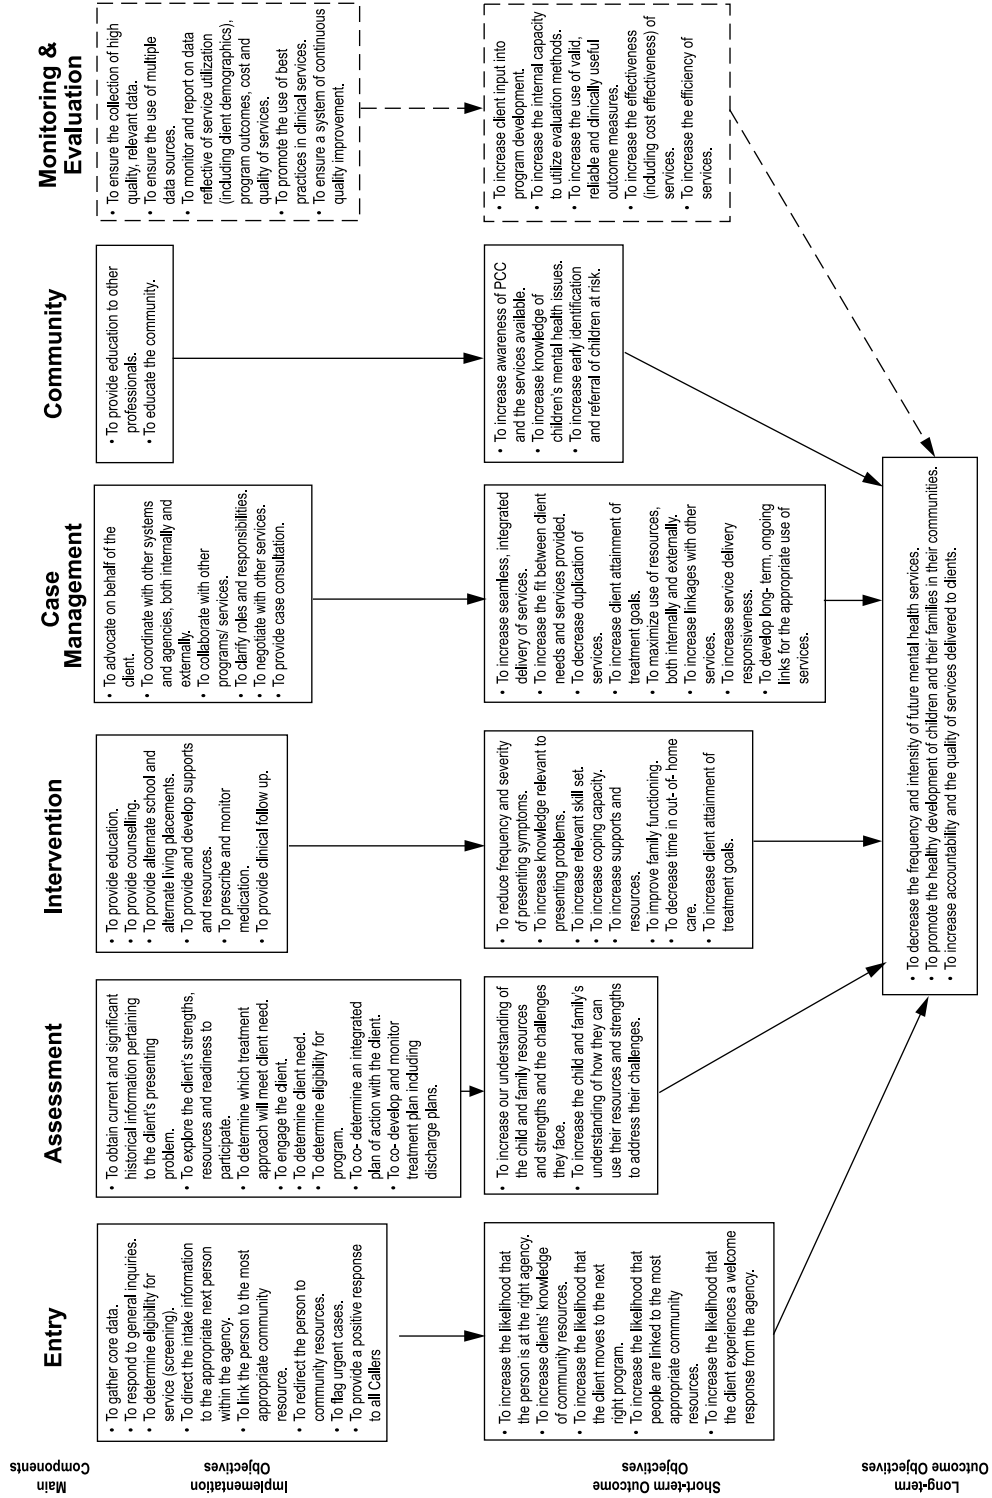 Main
Components
Implementation
Objectives
Short-term Outcome
Objectives
Long-term
Outcome Objectives
Entry
• To gather core data.
• To respond to general inquiries.
• To determine eligibility for
service (screening).
• To direct the intake information
to the appropriate next person
within the agency.
• To link the person to the most
appropriate community
resource.
• To redirect the person to
community resources.
• To flag urgent cases.
• To provide a positive response
to all Callers
• To increase the likelihood that
the person is at the right agency.
• To increase clients' knowledge
of community resources.
• To increase the likelihood that
the client moves to the next
right program.
• To increase the likelihood that
people are linked to the most
appropriate community
resources.
• To increase the likelihood that
the client experiences a welcome
response from the agency.
Assessment
• To obtain current and significant
historical information pertaining
to the client's presenting
problem.
• To explore the client's strengths,
resources and readiness to
participate.
• To determine which treatment
approach will meet client need.
• To engage the client.
• To determine client need.
• To determine eligibility for
program.
• To co- determine an integrated
plan of action with the client.
• To co- develop and monitor
treatment plan including
discharge plans.
• To increase our understanding of
the child and family resources
and strengths and the challenges
they face.
• To increase the child and family's
understanding of how they can
use their resources and strengths
to address their challenges.
Intervention
• To provide education.
• To provide counselling.
• To provide alternate school and
alternate living placements.
• To provide and develop supports
and resources.
• To prescribe and monitor
medication.
• To provide clinical follow up.
• To reduce frequency and severity
of presenting symptoms.
• To increase knowledge relevant to
presenting problems.
• To increase relevant skill set.
• To increase coping capacity.
• To increase supports and
resources.
• To improve family functioning.
• To decrease time in out- of- home
care.
• To increase client attainment of
treatment goals.
Case
Management
• To advocate on behalf of the
client.
• To coordinate with other systems
and agencies, both internally and
externally.
• To collaborate with other
programs/ services.
• To clarify roles and responsibilities.
• To negotiate with other services.
• To provide case consultation.
• To increase seamless, integrated
delivery of services.
• To increase the fit between client
needs and services provided.
• To decrease duplication of
services.
• To increase client attainment of
treatment goals.
• To maximize use of resources,
both internally and externally.
• To increase linkages with other
services.
• To increase service delivery
responsiveness.
• To develop long- term, ongoing
links for the appropriate use of
services.
Community
• To provide education to other
professionals.
• To educate the community.
• To increase awareness of PCC
and the services available.
• To increase knowledge of
children's mental health issues.
• To increase early identification
and referral of children at risk.
Monitoring &
Evaluation
• To ensure the collection of high
quality, relevant data.
• To ensure the use of multiple
data sources.
• To monitor and report on data
reflective of service utilization
(including client demographics),
program outcomes, cost and
quality of services.
• To promote the use of best
practices in clinical services.
• To ensure a system of continuous
quality improvement.
• To increase client input into
program development.
• To increase the internal capacity
to utilize evaluation methods.
• To increase the use of valid,
reliable and clinically useful
outcome measures.
• To increase the effectiveness
(including cost effectiveness) of
services.
• To increase the efficiency of
services.
• To decrease the frequency and intensity of future mental health services.
• To promote the healthy development of children and their families in their communities.
• To increase accountability and the quality of services delivered to clients.